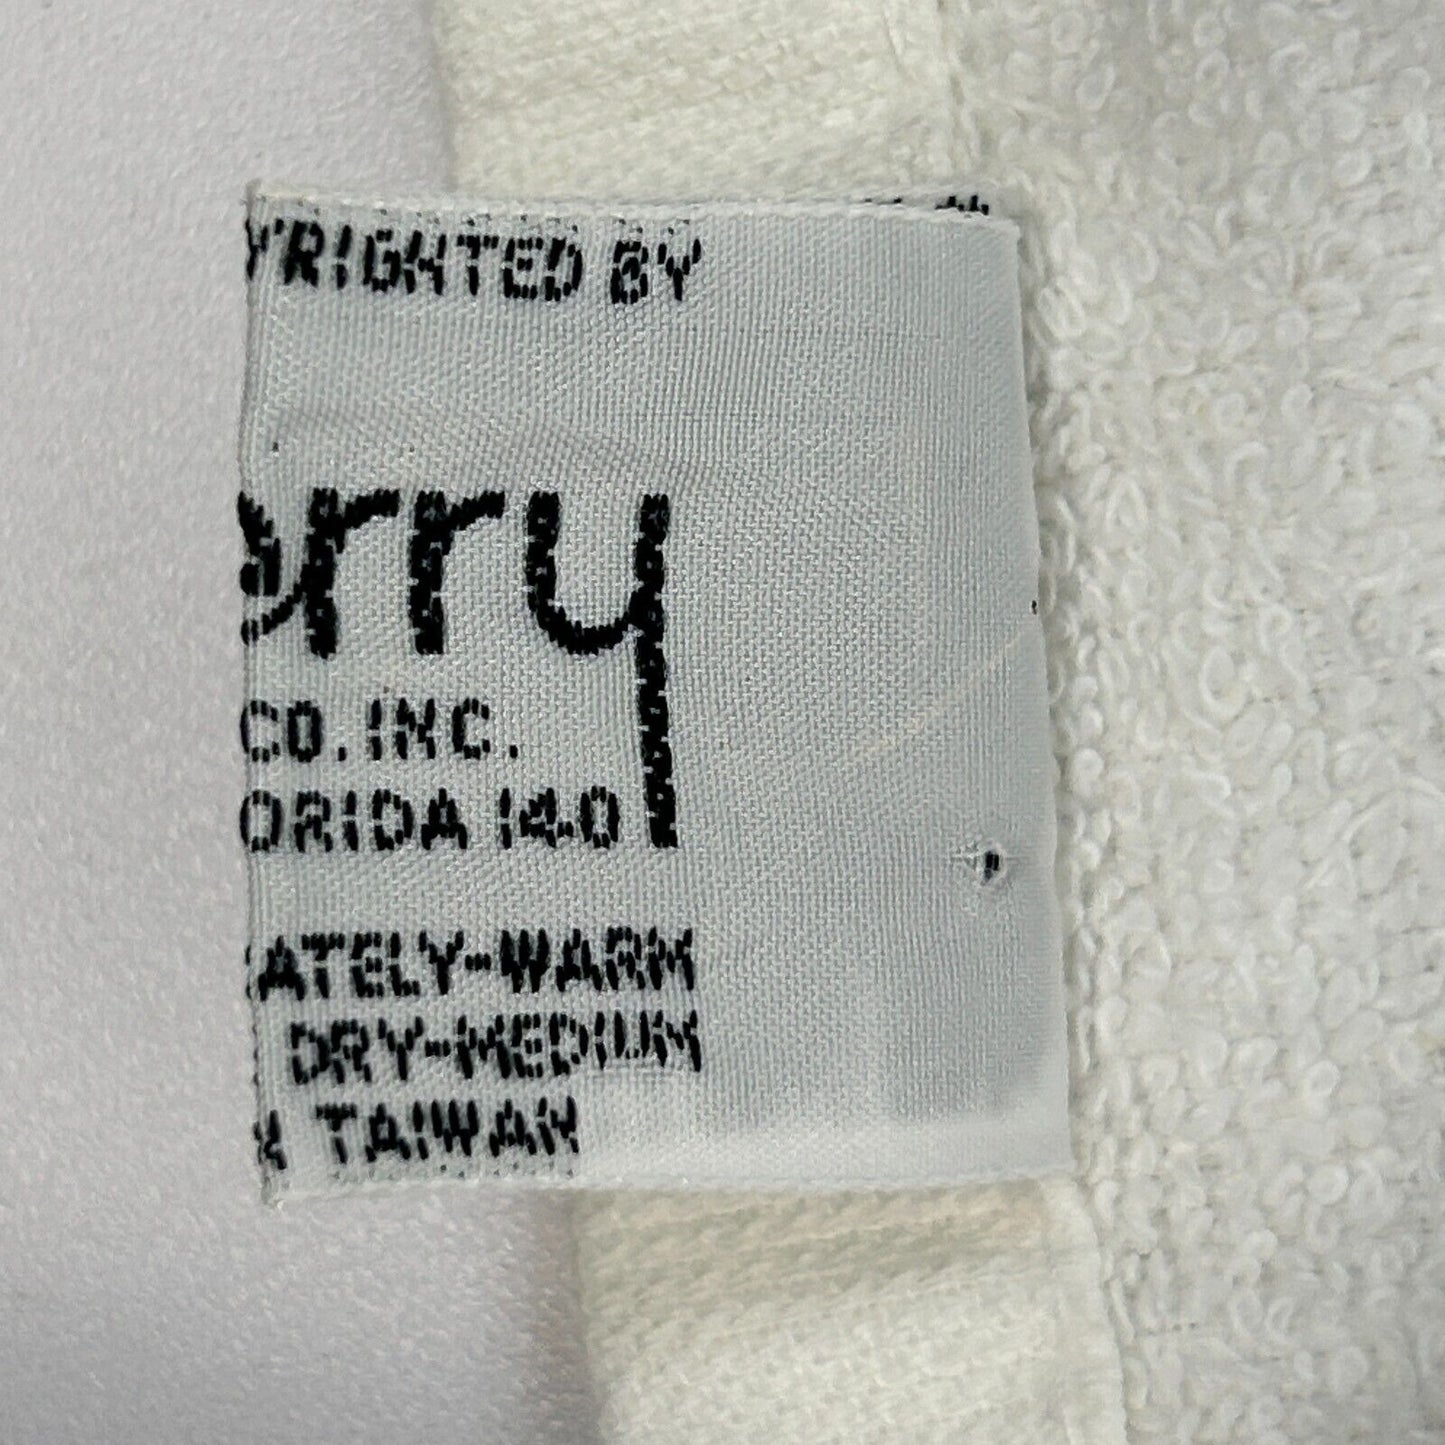 YRIGHTED BY
rry
CO. INC.
ORIDA 140
ATELY-WARM
DRY-MEDIUM
TAIWAN